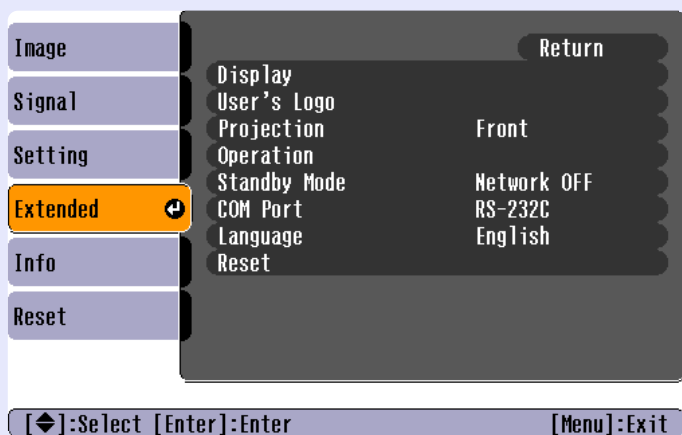 Image
Signal
Setting
Extended
Info
Reset
Return
Display
User's Logo
Projection Front
Operation
Standby Mode Network OFF
COM Port RS-232C
Language English
Reset
[◆]:Select [Enter]:Enter [Menu]:Exit